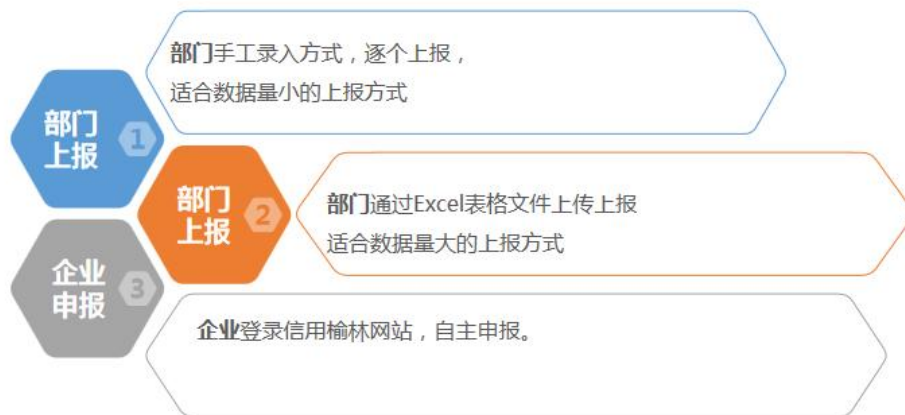 部门手工录入方式，逐个上报，
适合数据量小的上报方式
部门
上报
1
部门
上报
2
部门通过Excel表格文件上传上报
适合数据量大的上报方式
企业
申报
3
企业登录信用榆林网站，自主申报。